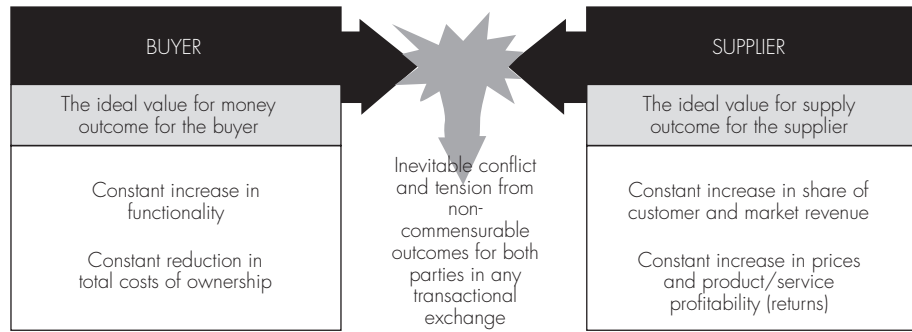 BUYER
The ideal value for money
outcome for the buyer
Constant increase in
functionality
Constant reduction in
total costs of ownership
Inevitable conflict
and tension from
non-
commensurable
outcomes for both
parties in any
transactional
exchange
SUPPLIER
The ideal value for supply
outcome for the supplier
Constant increase in share of
customer and market revenue
Constant increase in prices
and product/service
profitability (returns)